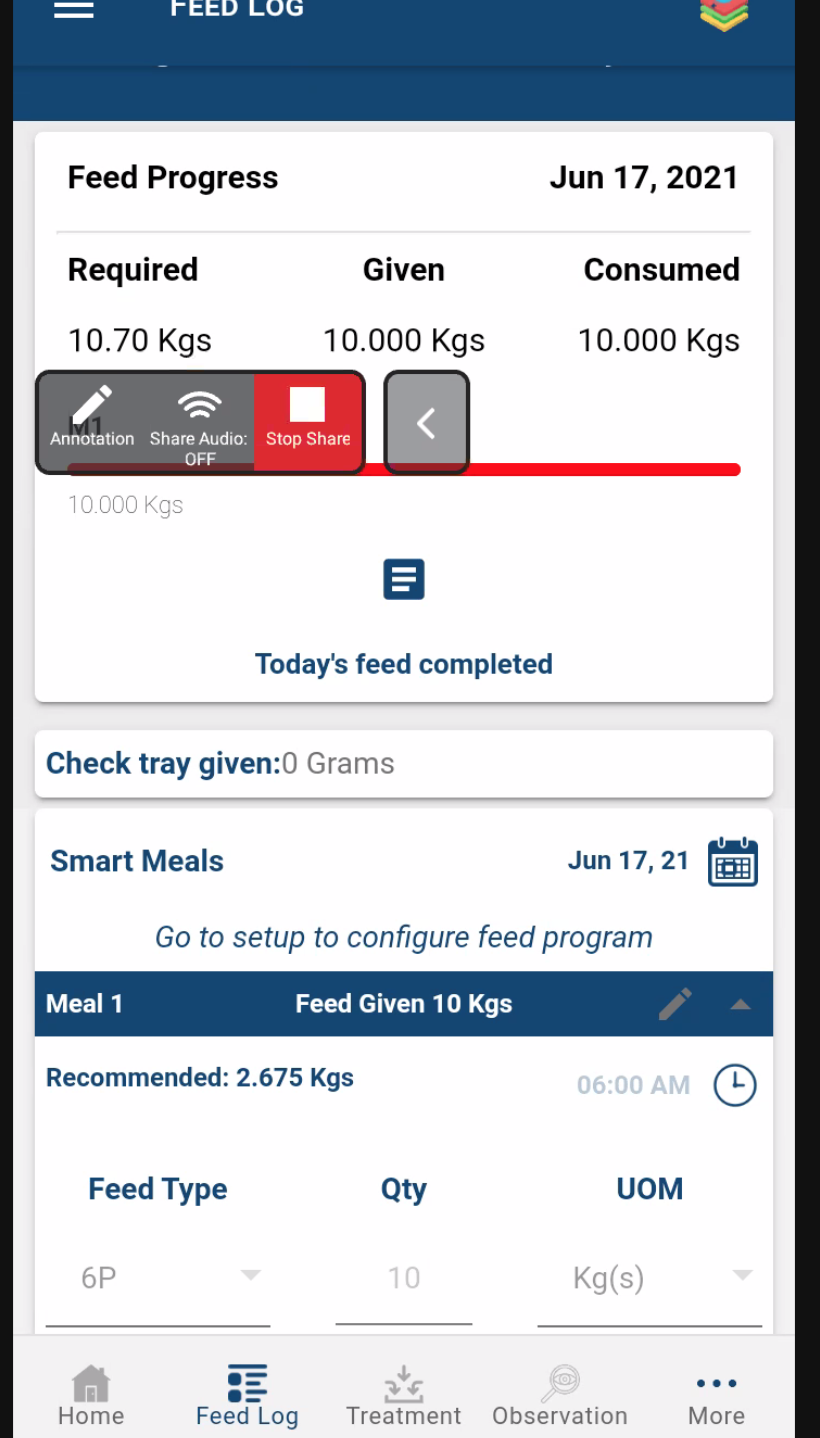 FEED LOG
Feed Progress Jun 17, 2021
Required Given Consumed
10.70 Kgs 10.000 Kgs 10.000 Kgs
M1
Annotation Share Audio: OFF Stop Share
10.000 Kgs
Today's feed completed
Check tray given:0 Grams
Smart Meals Jun 17, 21
Go to setup to configure feed program
Meal 1 Feed Given 10 Kgs
Recommended: 2.675 Kgs 06:00 AM
Feed Type Qty UOM
6P 10 Kg(s)
Home Feed Log Treatment Observation More